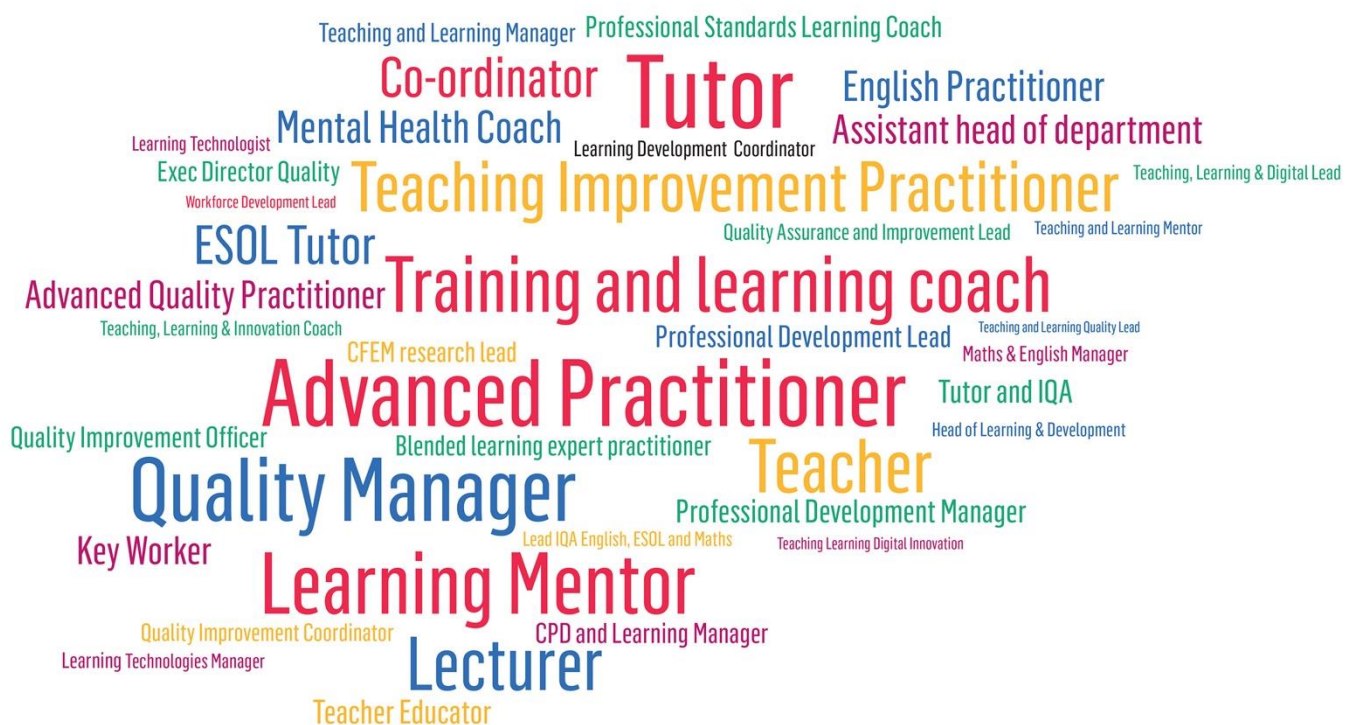 Teaching and Learning Manager
Professional Standards Learning Coach
Co-ordinator
Tutor
English Practitioner
Mental Health Coach
Assistant head of department
Learning Technologist
Learning Development Coordinator
Exec Director Quality
Teaching Improvement Practitioner
Teaching, Learning & Digital Lead
Workforce Development Lead
ESOL Tutor
Quality Assurance and Improvement Lead
Teaching and Learning Mentor
Advanced Quality Practitioner
Training and learning coach
Teaching, Learning & Innovation Coach
Professional Development Lead
Teaching and Learning Quality Lead
CFEM research lead
Maths & English Manager
Advanced Practitioner
Tutor and IQA
Quality Improvement Officer
Blended learning expert practitioner
Head of Learning & Development
Quality Manager
Teacher
Professional Development Manager
Key Worker
Lead IQA English, ESOL and Maths
Teaching Learning Digital Innovation
Learning Mentor
Quality Improvement Coordinator
CPD and Learning Manager
Learning Technologies Manager
Lecturer
Teacher Educator